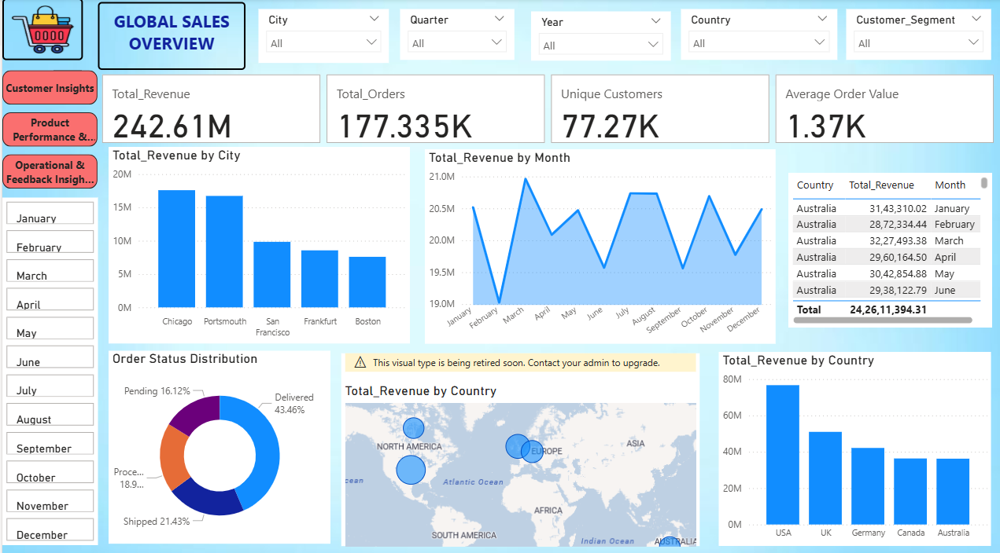 0000
GLOBAL SALES
OVERVIEW
City
All
Quarter
All
Year
All
Country
All
Customer_Segment
All
Customer Insights
Product
Performance &...
Operational &
Feedback Insigh...
January
February
March
April
May
June
July
August
September
October
November
December
Total_Revenue
242.61M
Total_Orders
177.335K
Unique Customers
77.27K
Average Order Value
1.37K
Total_Revenue by City
20M
15M
10M
5M
0M
Chicago
Portsmouth
San
Francisco
Frankfurt
Boston
Total_Revenue by Month
21.0M
20.5M
20.0M
19.5M
19.0M
January
February
March
April
May
June
July
August
September
October
November
December
Country Total_Revenue Month
Australia 31,43,310.02 January
Australia 28,72,334.44 February
Australia 32,27,493.38 March
Australia 29,60,164.50 April
Australia 30,42,854.88 May
Australia 29,38,122.79 June
Total 24,26,11,394.31
Order Status Distribution
Pending 16.12%
Delivered
43.46%
Proce...
18.9...
Shipped 21.43%
This visual type is being retired soon. Contact your admin to upgrade.
Total_Revenue by Country
NORTH AMERICA
EUROPE
ASIA
cean
Atlantic Ocean
AFRICA
SOUTH AMERICA
Indian Ocean
AUSTRALIA
Total_Revenue by Country
80M
60M
40M
20M
0M
USA
UK
Germany
Canada
Australia